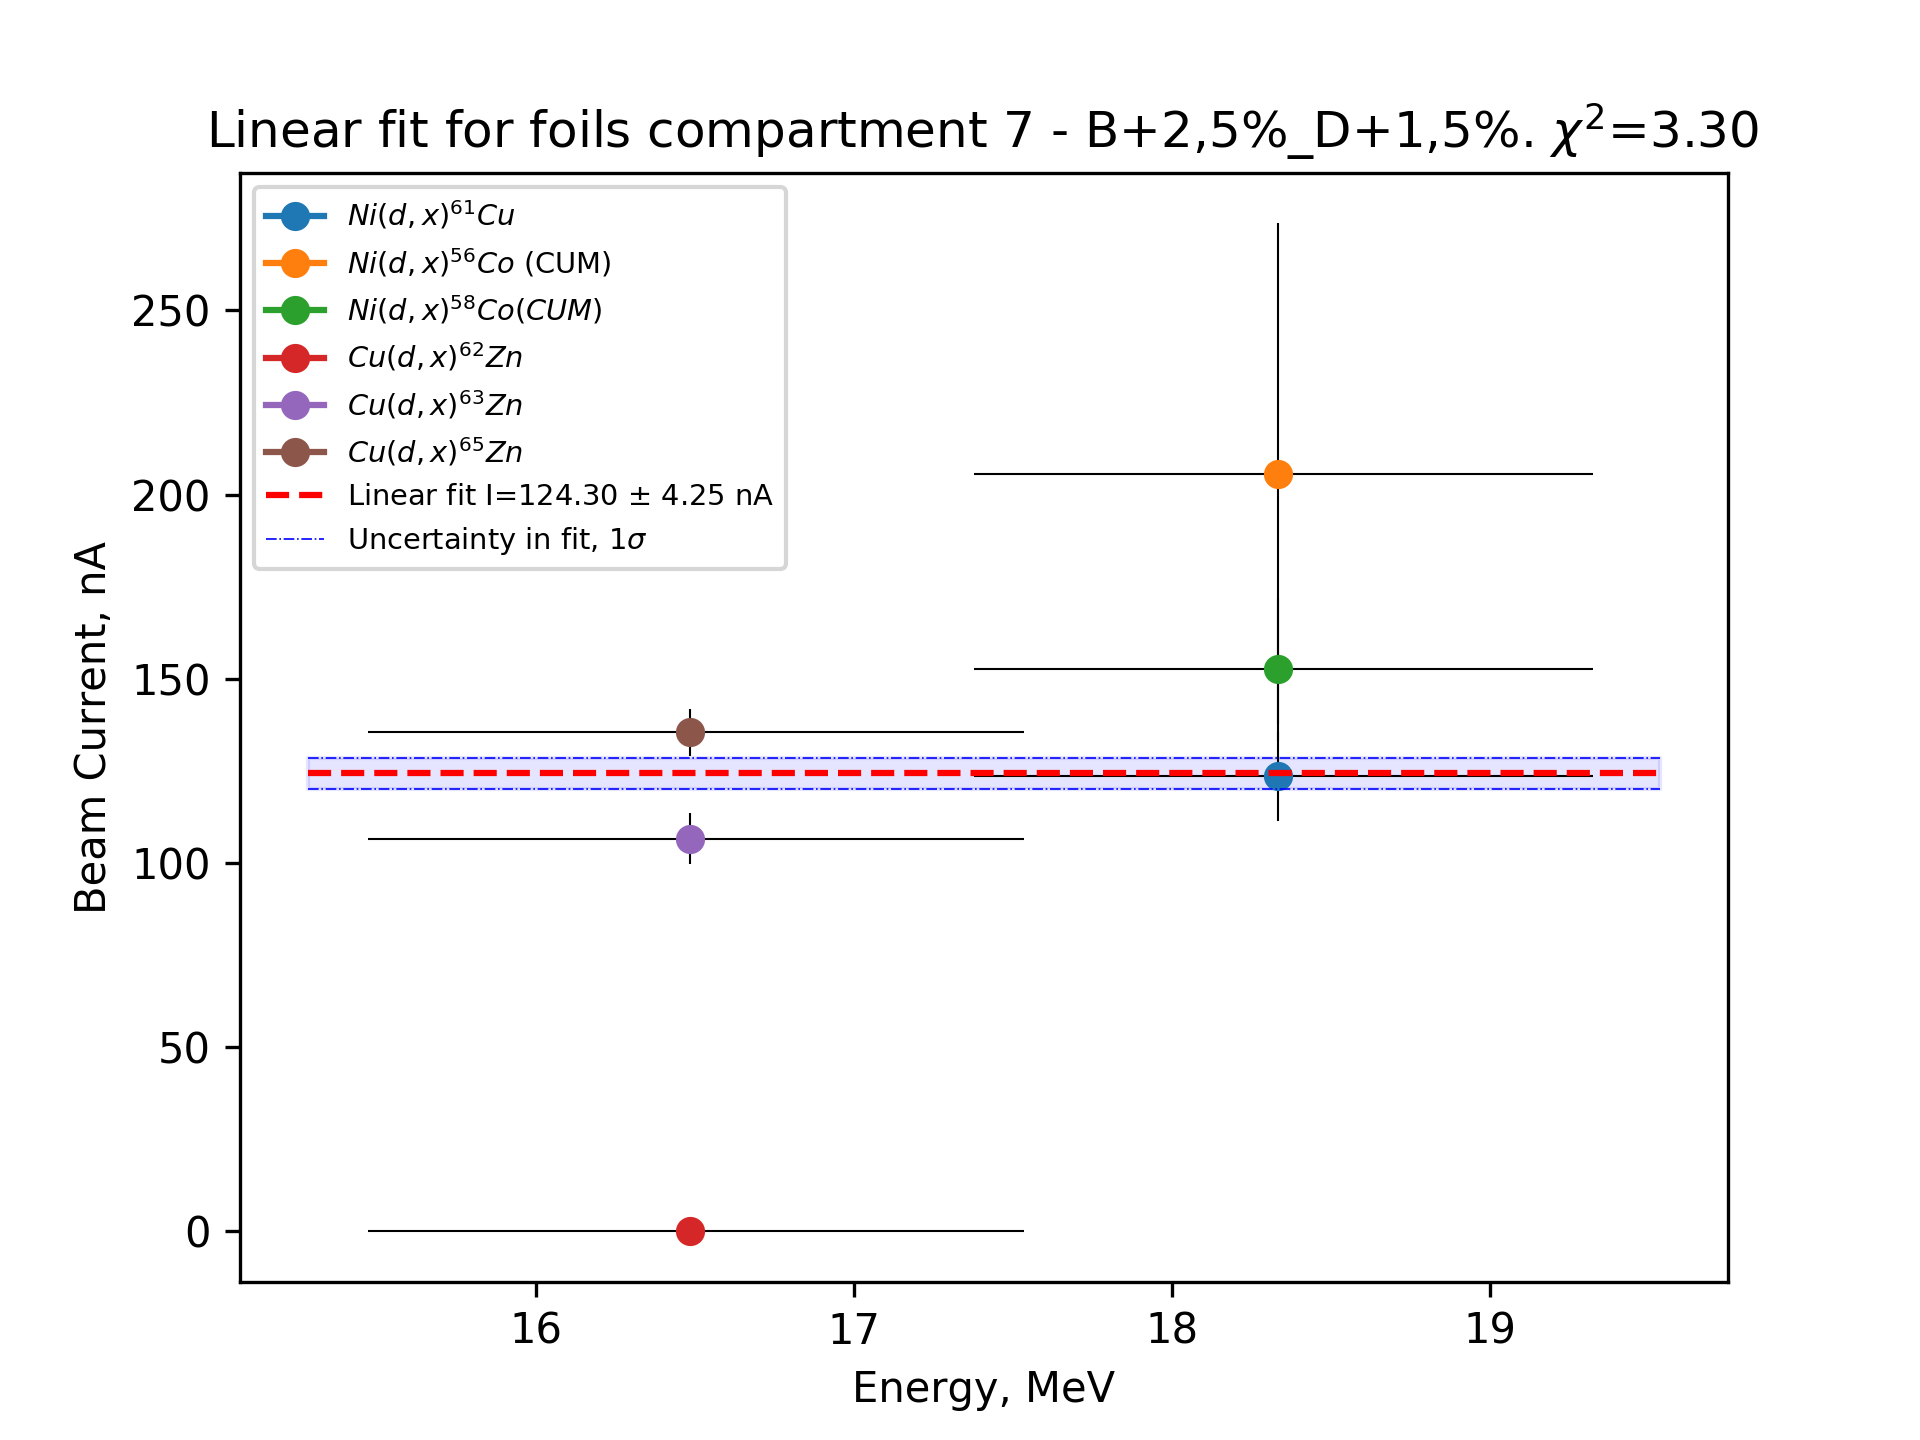 Linear fit for foils compartment 7 - B+2,5%_D+1,5%. χ²=3.30
Ni(d, x)⁶¹Cu
Ni(d, x)⁵⁶Co (CUM)
Ni(d, x)⁵⁸Co(CUM)
Cu(d, x)⁶²Zn
Cu(d, x)⁶³Zn
Cu(d, x)⁶⁵Zn
Linear fit I=124.30 ± 4.25 nA
Uncertainty in fit, 1σ
Beam Current, nA
250
200
150
100
50
0
16 17 18 19
Energy, MeV